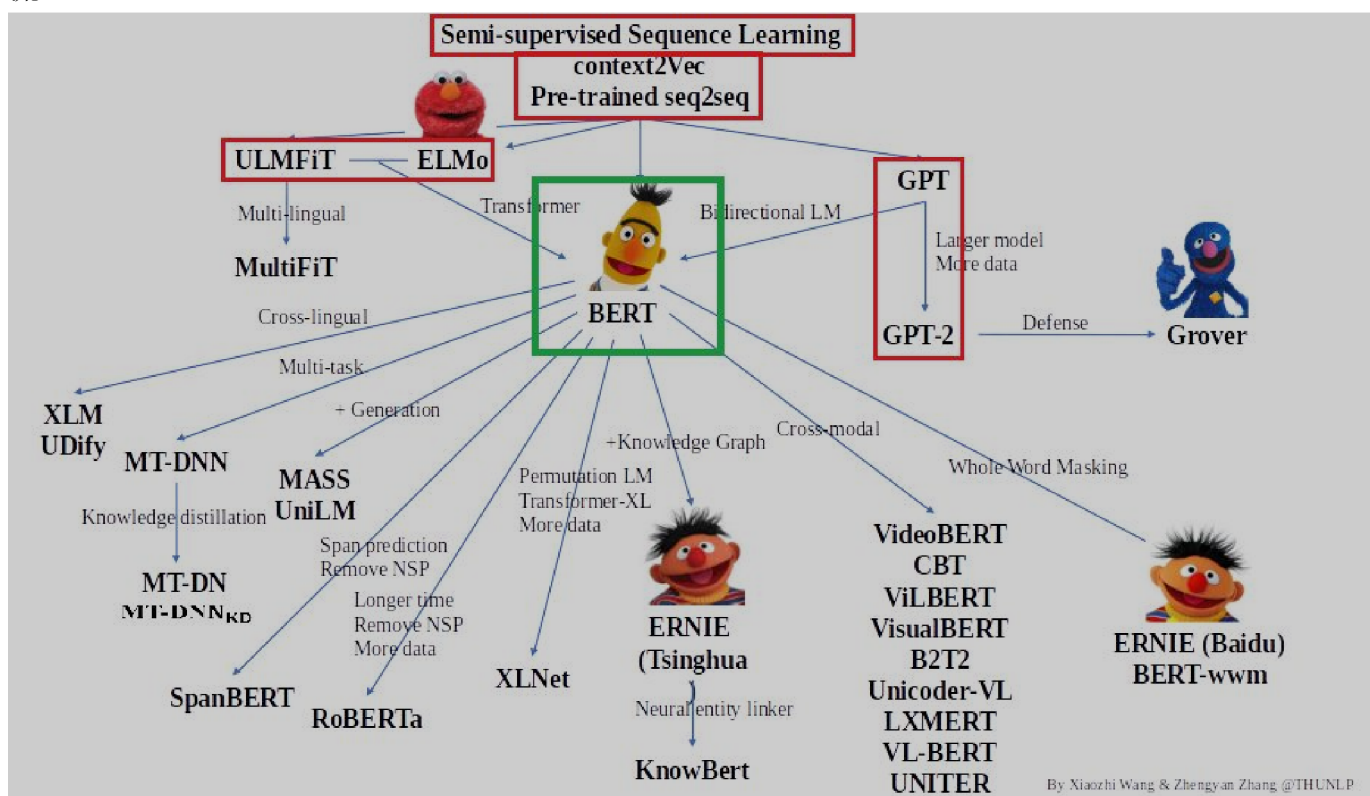 Semi-supervised Sequence Learning
context2Vec
Pre-trained seq2seq
ULMFiT
ELMo
GPT
Multi-lingual
Transformer
Bidirectional LM
Larger model
More data
MultiFiT
BERT
Cross-lingual
GPT-2
Defense
Grover
Multi-task
XLM
UDify
+ Generation
MT-DNN
MASS
UniLM
+Knowledge Graph
Cross-modal
Whole Word Masking
Permutation LM
Transformer-XL
More data
Knowledge distillation
Span prediction
Remove NSP
MT-DN
MT-DNNKD
Longer time
Remove NSP
More data
SpanBERT
RoBERTa
XLNet
ERNIE
(Tsinghua
Neural entity linker
KnowBert
VideoBERT
CBT
ViLBERT
VisualBERT
B2T2
Unicoder-VL
LXMERT
VL-BERT
UNITER
ERNIE (Baidu)
BERT-wwm
By Xiaozhi Wang & Zhengyan Zhang @THUNLP